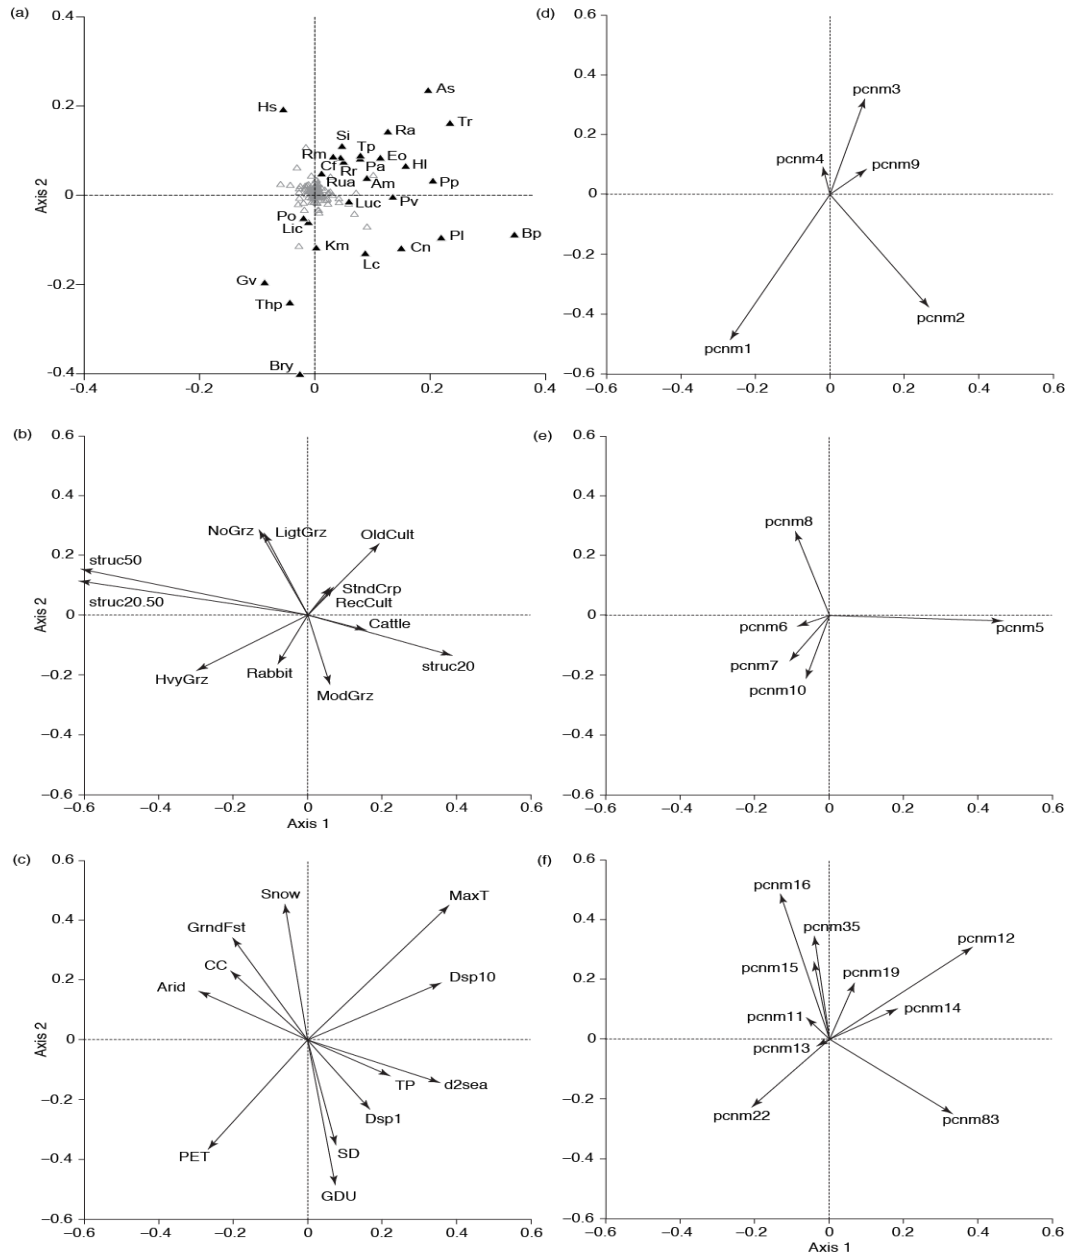 (a)
0.4
0.2
0
−0.2
−0.4
Axis 2
As
Hs
Tr
Ra
Si
Tp
Rm
Eo
Cf
Rr
Pa
Hl
Rua
Am
Pp
Luc
Pv
Po
Lic
Km
Cn
Pl
Bp
Lc
Gv
Thp
Bry
−0.4
−0.2
0
0.2
0.4
(d)
0.6
0.4
0.2
0
−0.2
−0.4
−0.6
pcnm3
pcnm4
pcnm9
pcnm2
pcnm1
−0.6
−0.4
−0.2
0
0.2
0.4
0.6
(b)
0.6
0.4
0.2
0
−0.2
−0.4
−0.6
Axis 2
NoGrz
LigtGrz
OldCult
struc50
StndCrp
struc20.50
RecCult
Cattle
struc20
HvyGrz
Rabbit
ModGrz
−0.6
−0.4
−0.2
0
0.2
0.4
0.6
Axis 1
(e)
0.6
0.4
0.2
0
−0.2
−0.4
−0.6
pcnm8
pcnm6
pcnm5
pcnm7
pcnm10
−0.6
−0.4
−0.2
0
0.2
0.4
0.6
(c)
0.6
0.4
0.2
0
−0.2
−0.4
−0.6
Axis 2
Snow
MaxT
GrndFst
CC
Dsp10
Arid
TP
d2sea
Dsp1
PET
SD
GDU
−0.6
−0.4
−0.2
0
0.2
0.4
0.6
(f)
0.6
0.4
0.2
0
−0.2
−0.4
−0.6
pcnm16
pcnm35
pcnm12
pcnm15
pcnm19
pcnm14
pcnm11
pcnm13
pcnm22
pcnm83
−0.6
−0.4
−0.2
0
0.2
0.4
0.6
Axis 1